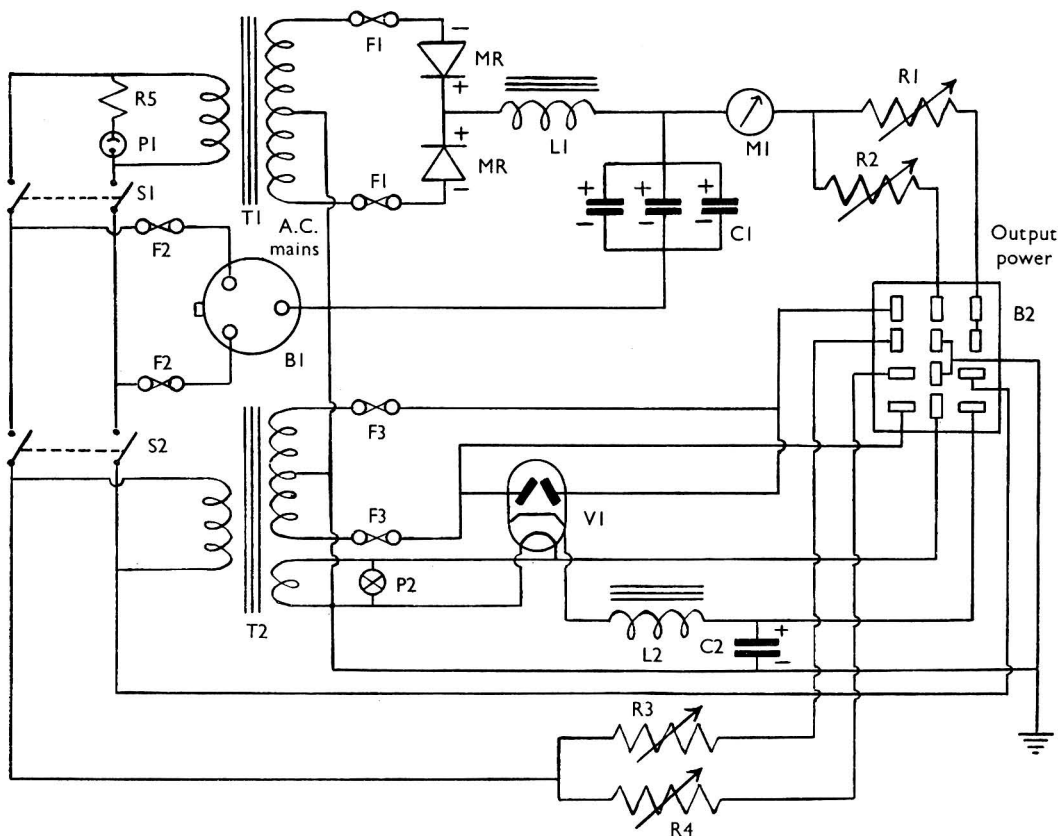 F1
MR
R5
P1
L1
M1
R1
R2
S1
F1
MR
T1
A.C.
mains
C1
F2
B1
F2
Output
power
B2
S2
F3
F3
V1
P2
T2
L2
C2
R3
R4
+
-